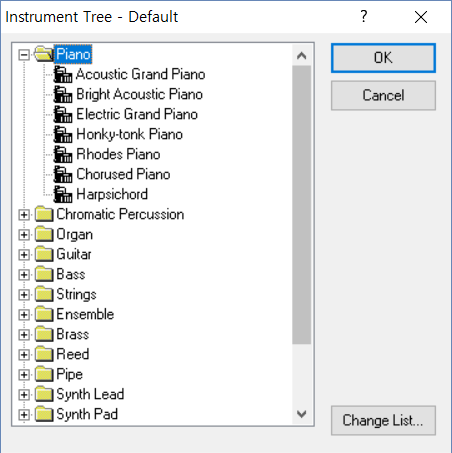 Instrument Tree - Default
Piano
Acoustic Grand Piano
Bright Acoustic Piano
Electric Grand Piano
Honky-tonk Piano
Rhodes Piano
Chorused Piano
Harpsichord
Chromatic Percussion
Organ
Guitar
Bass
Strings
Ensemble
Brass
Reed
Pipe
Synth Lead
Synth Pad
OK
Cancel
Change List...